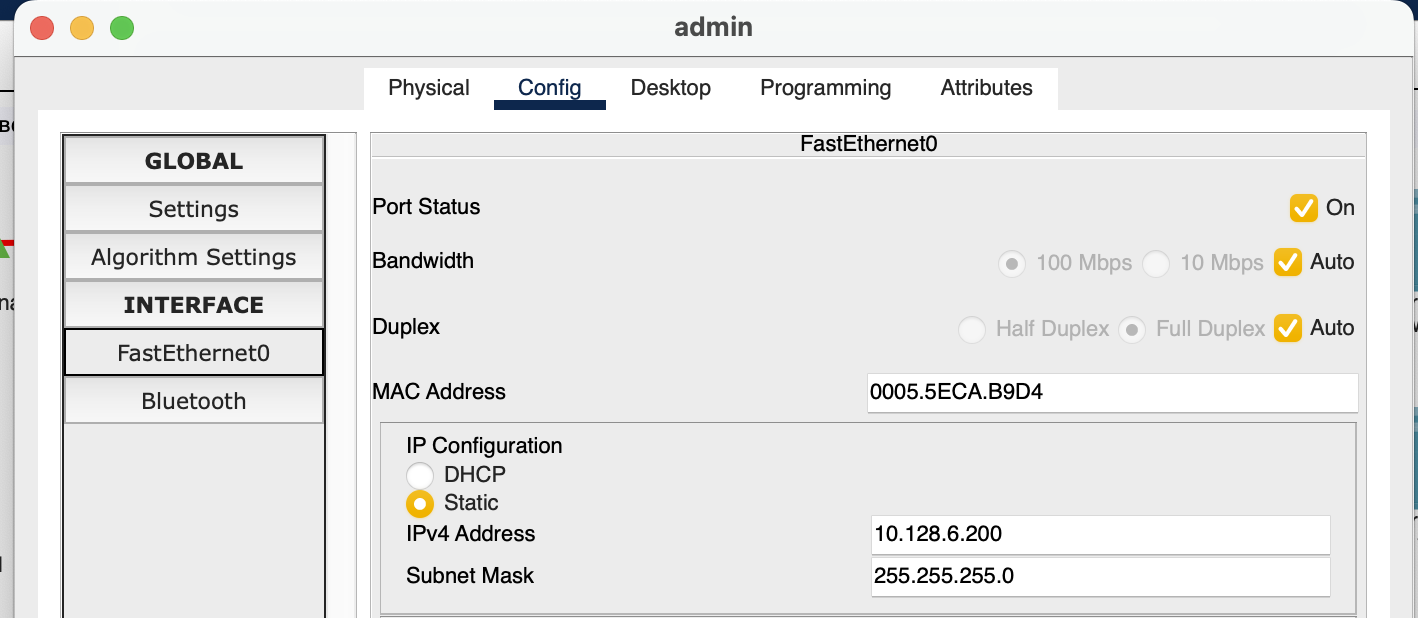 admin
Physical Config Desktop Programming Attributes
GLOBAL
Settings
Algorithm Settings
INTERFACE
FastEthernet0
Bluetooth
FastEthernet0
Port Status On
Bandwidth 100 Mbps 10 Mbps Auto
Duplex Half Duplex Full Duplex Auto
MAC Address 0005.5ECA.B9D4
IP Configuration
DHCP
Static
IPv4 Address 10.128.6.200
Subnet Mask 255.255.255.0